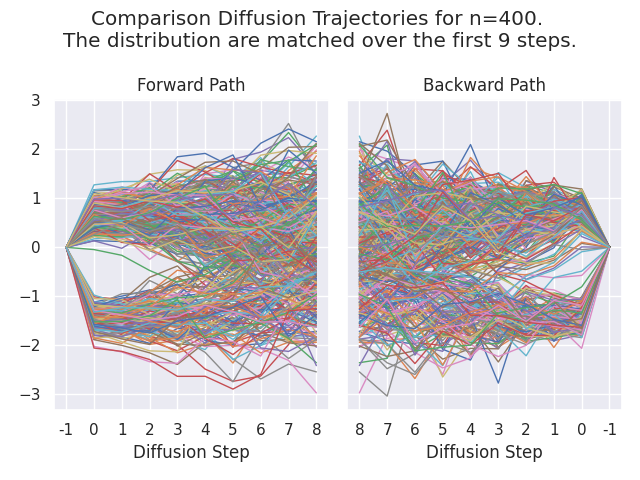 Comparison Diffusion Trajectories for n=400.
The distribution are matched over the first 9 steps.
Forward Path
Backward Path
3
2
1
0
−1
−2
−3
-1 0 1 2 3 4 5 6 7 8
8 7 6 5 4 3 2 1 0 -1
Diffusion Step
Diffusion Step